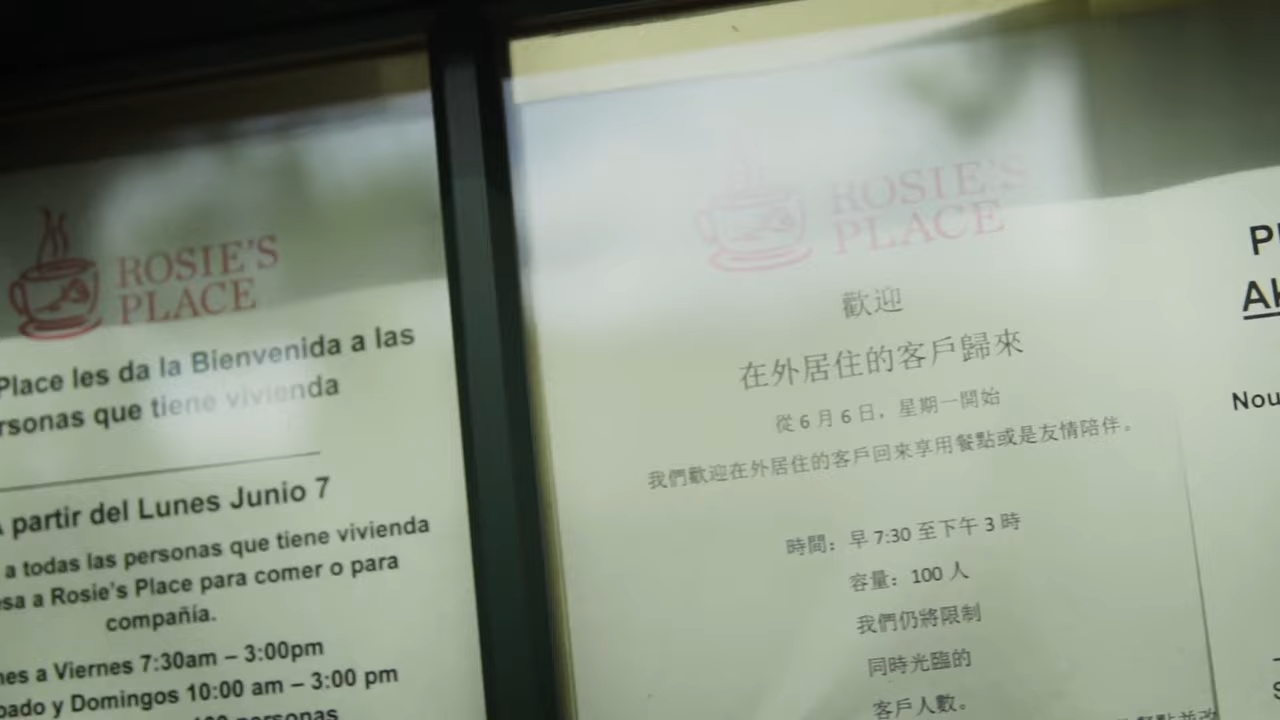 ROSIE'S
PLACE
Place les da la Bienvenida a las
que tiene vivienda
partir del Lunes Junio 7
a todas las personas que tiene vivienda
a Rosie's Place para comer o para
compañía.
a Viernes 7:30am – 3:00pm
y Domingos 10:00 am – 3:00 pm
personas
ROSIE'S
PLACE
歡迎
在外居住的客戶歸來
從 6 月 6 日，星期一開始
我們歡迎在外居住的客戶回來享用餐點或是友情陪伴。
時間：早 7:30 至下午 3 時
容量：100 人
我們仍將限制
同時光臨的
客戶人數。